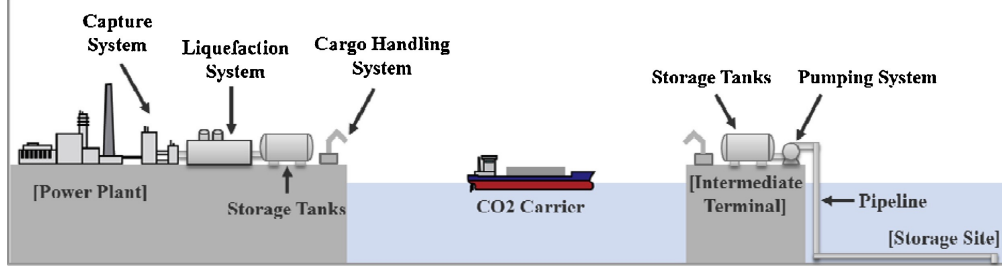 Capture
System
Liquefaction
System
Cargo Handling
System
Storage Tanks
Pumping System
[Power Plant]
Storage Tanks
CO2 Carrier
[Intermediate
Terminal]
Pipeline
[Storage Site]